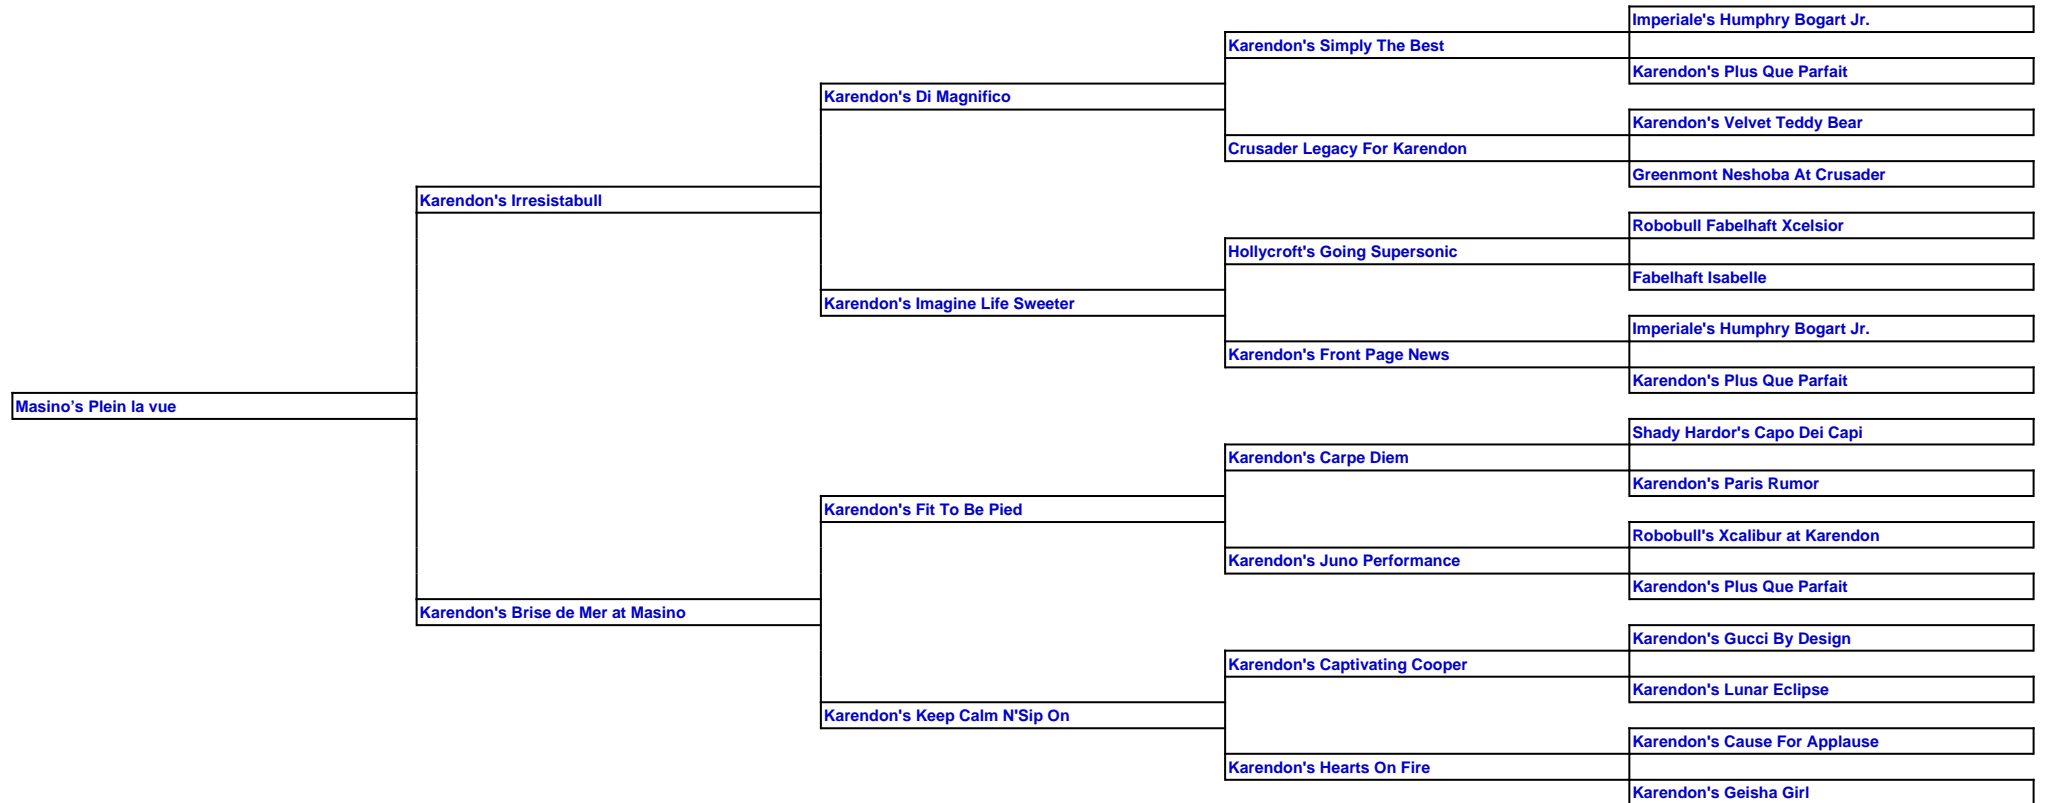 Imperiale's Humphry Bogart Jr.
Karendon's Simply The Best
Karendon's Plus Que Parfait
Karendon's Di Magnifico
Karendon's Velvet Teddy Bear
Crusader Legacy For Karendon
Greenmont Neshoba At Crusader
Karendon's Irresistabull
Robobull Fabelhaft Xcelsior
Hollycroft's Going Supersonic
Fabelhaft Isabelle
Karendon's Imagine Life Sweeter
Imperiale's Humphry Bogart Jr.
Karendon's Front Page News
Karendon's Plus Que Parfait
Masino’s Plein la vue
Shady Hardor's Capo Dei Capi
Karendon's Carpe Diem
Karendon's Paris Rumor
Karendon's Fit To Be Pied
Robobull's Xcalibur at Karendon
Karendon's Juno Performance
Karendon's Plus Que Parfait
Karendon's Brise de Mer at Masino
Karendon's Gucci By Design
Karendon's Captivating Cooper
Karendon's Lunar Eclipse
Karendon's Keep Calm N'Sip On
Karendon's Cause For Applause
Karendon's Hearts On Fire
Karendon's Geisha Girl